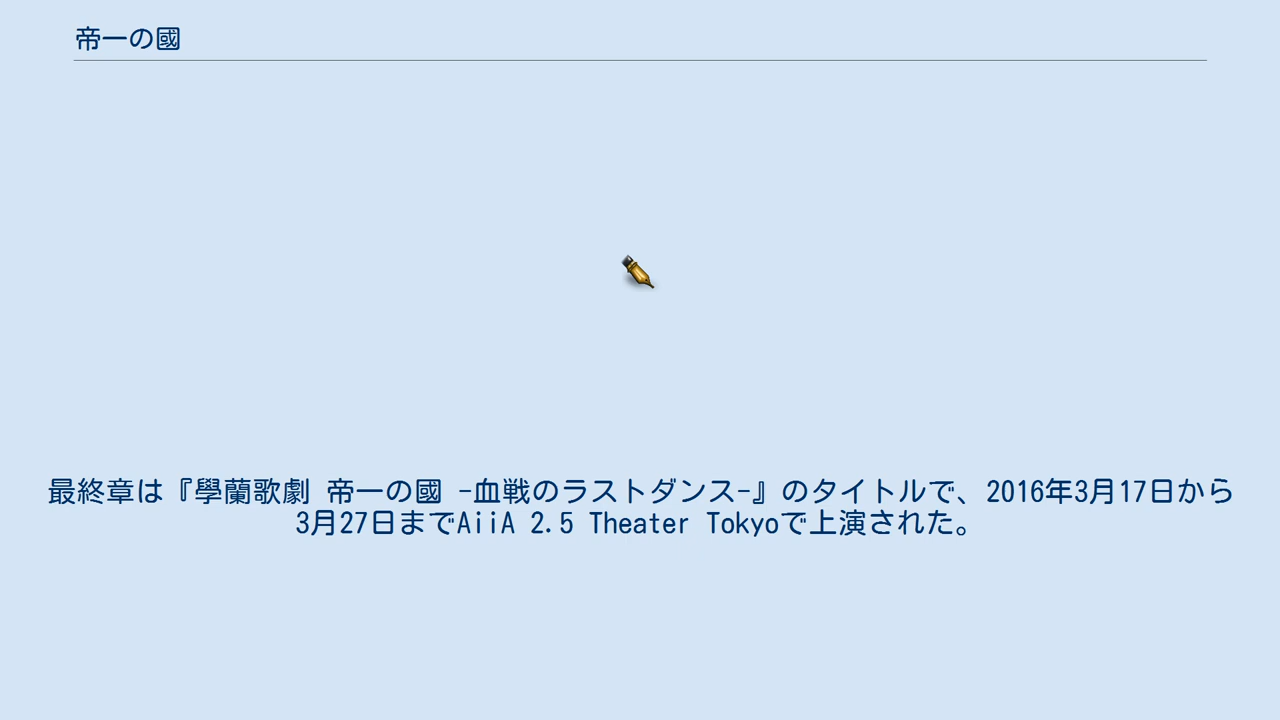 帝一の國
最終章は『學蘭歌劇 帝一の國 -血戦のラストダンス-』のタイトルで、2016年3月17日から
3月27日までAiiA 2.5 Theater Tokyoで上演された。